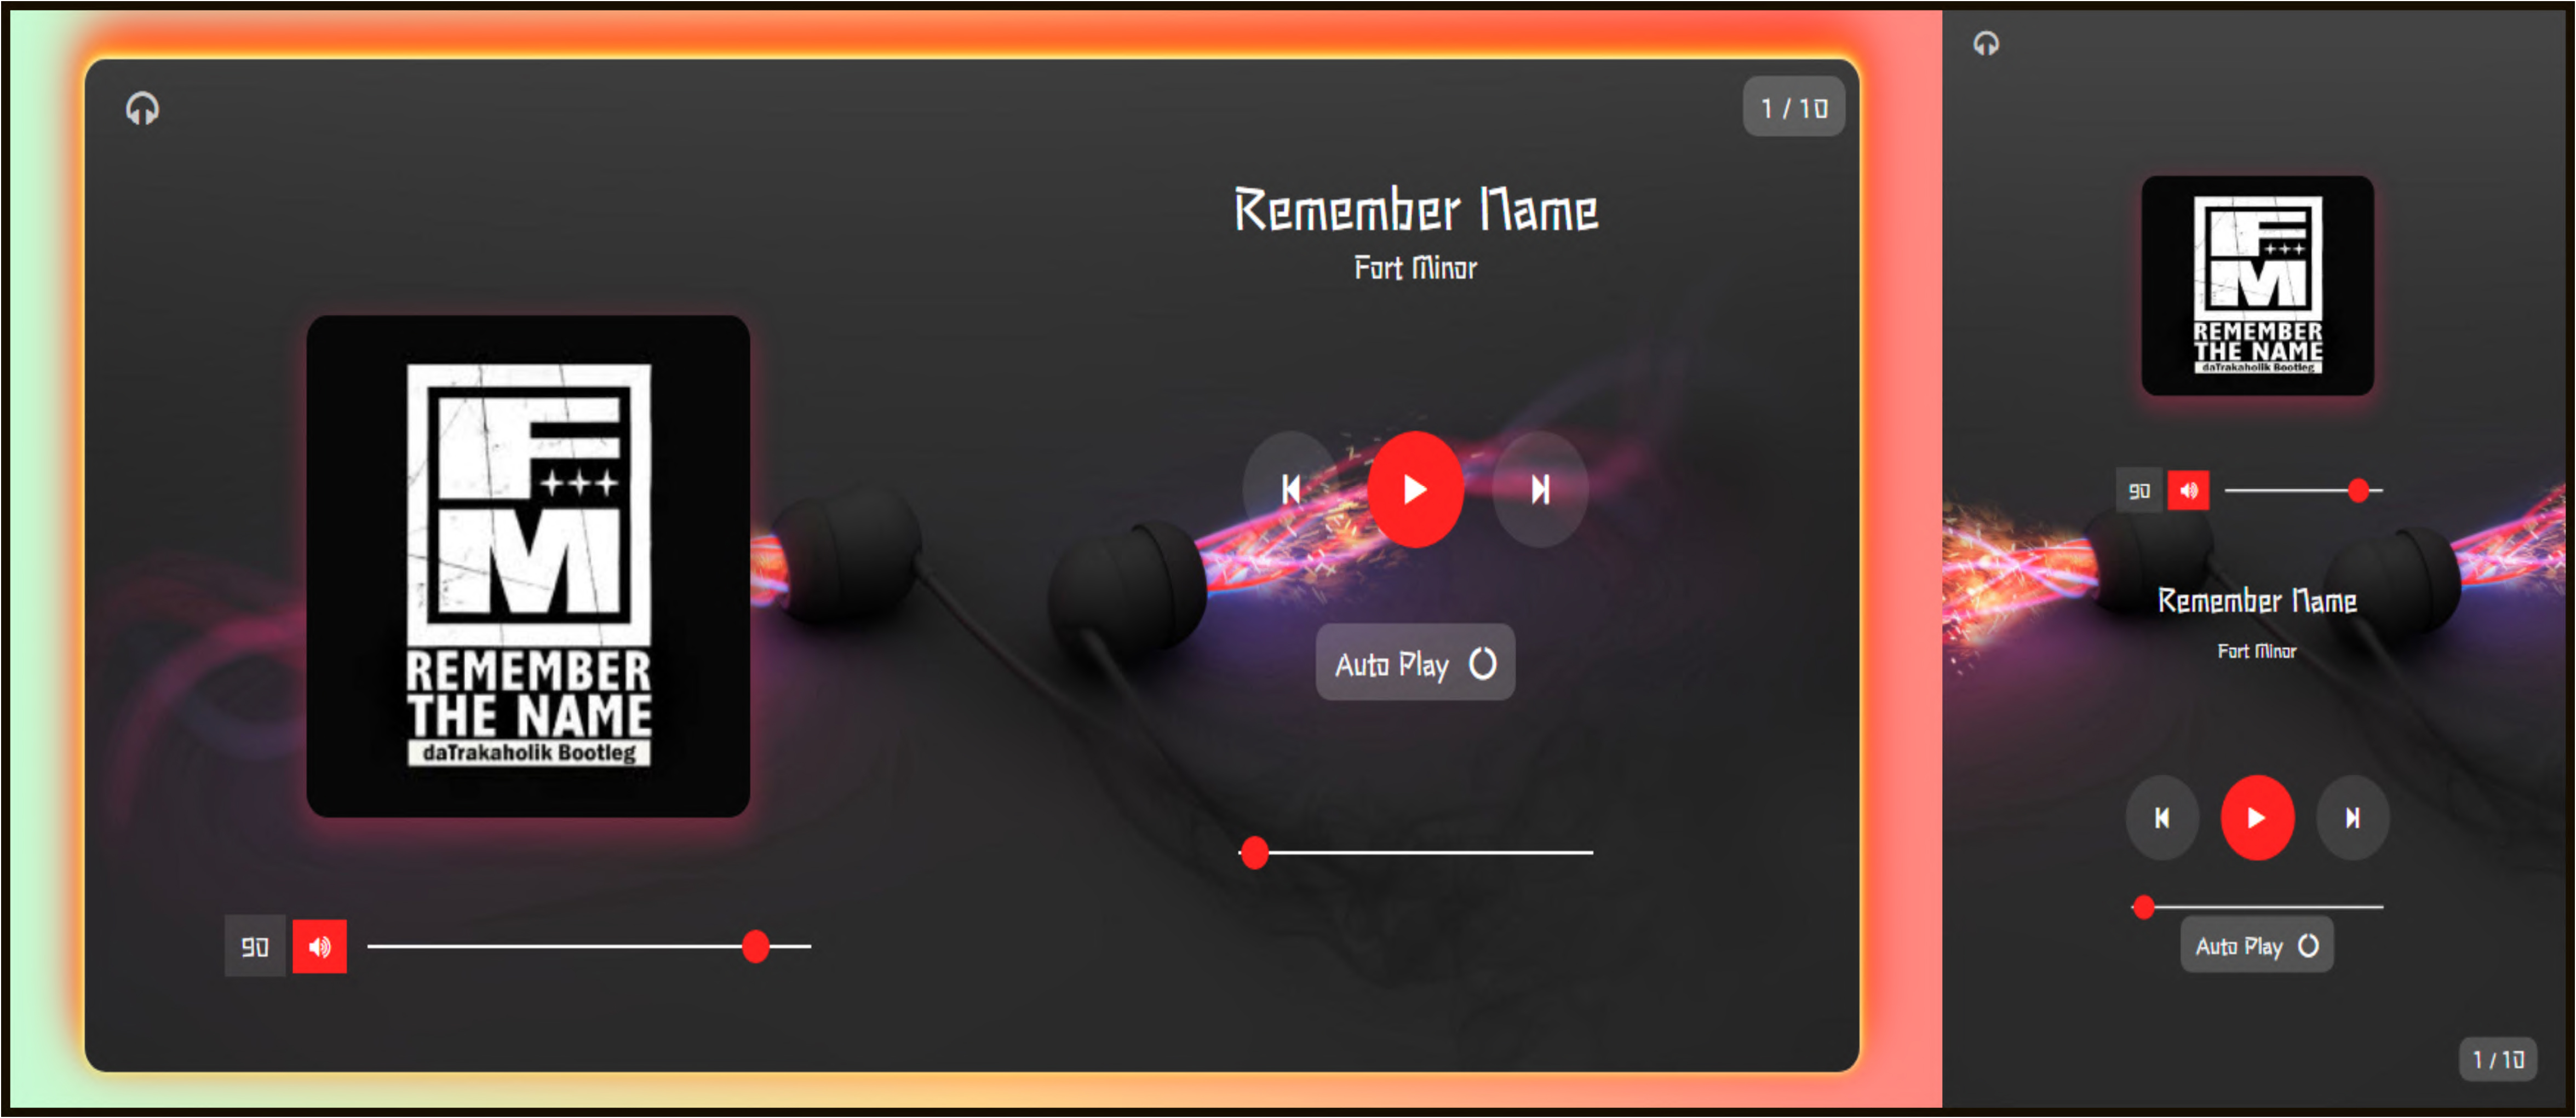 1 / 10
Remember Name
Fort Minor
FM
REMEMBER
THE NAME
daTrakaholik Bootleg
Auto Play
90
FM
REMEMBER
THE NAME
daTrakaholik Bootleg
90
Remember Name
Fort Minor
Auto Play
1 / 10